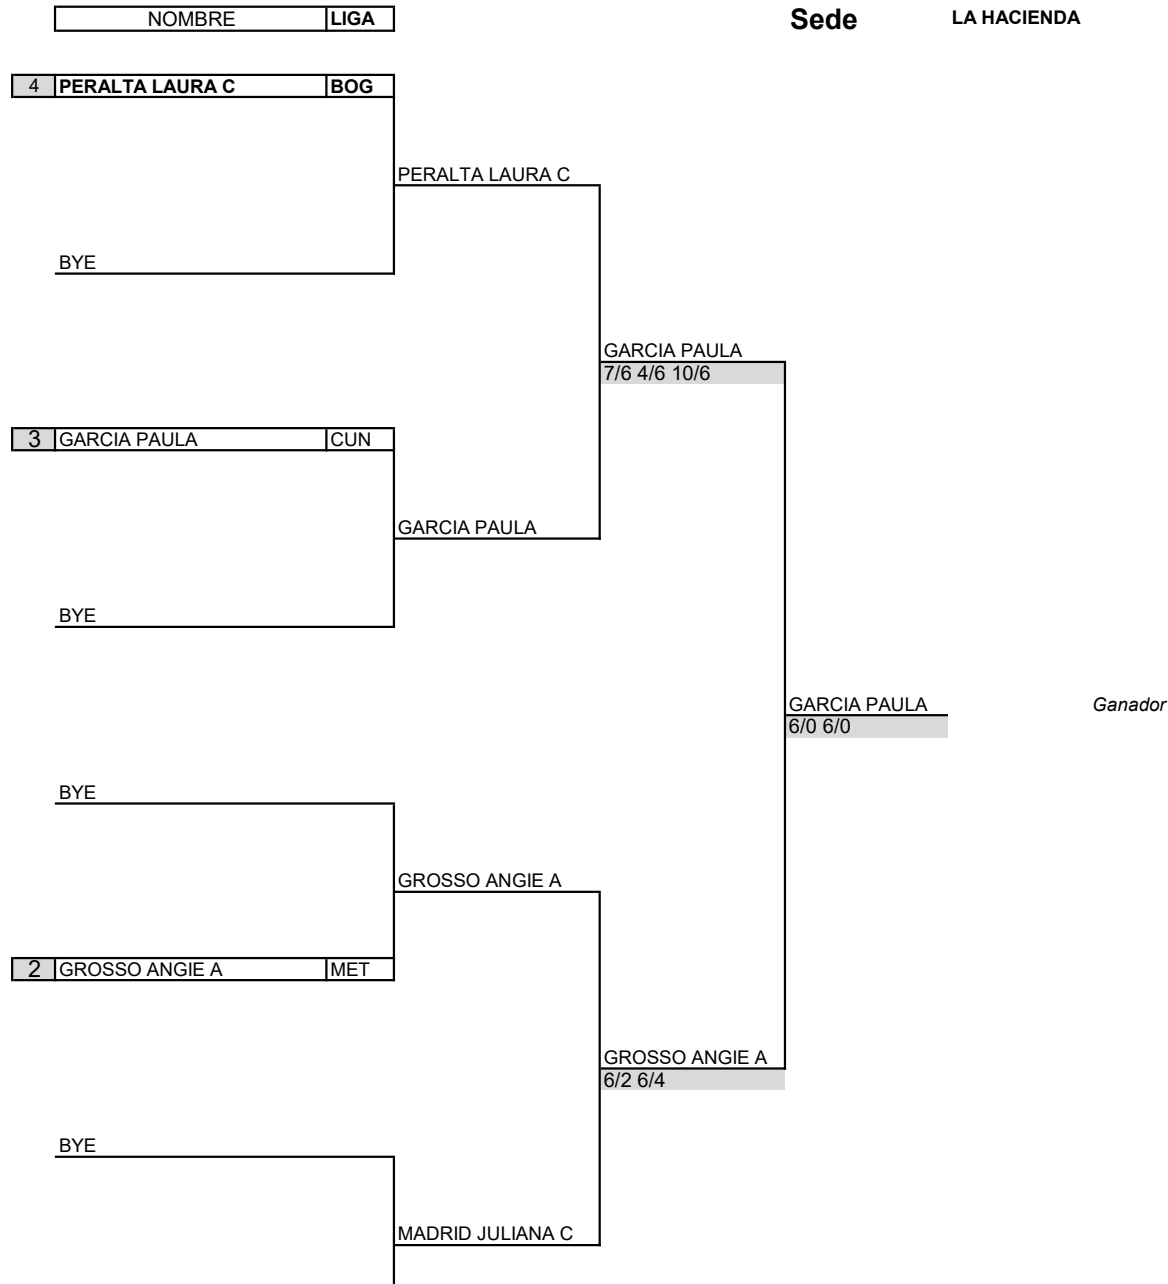 NOMBRE LIGA Sede LA HACIENDA
4 PERALTA LAURA C BOG
PERALTA LAURA C
BYE
GARCIA PAULA
7/6 4/6 10/6
3 GARCIA PAULA CUN
GARCIA PAULA
BYE
GARCIA PAULA Ganador
6/0 6/0
BYE
GROSSO ANGIE A
2 GROSSO ANGIE A MET
GROSSO ANGIE A
6/2 6/4
BYE
MADRID JULIANA C